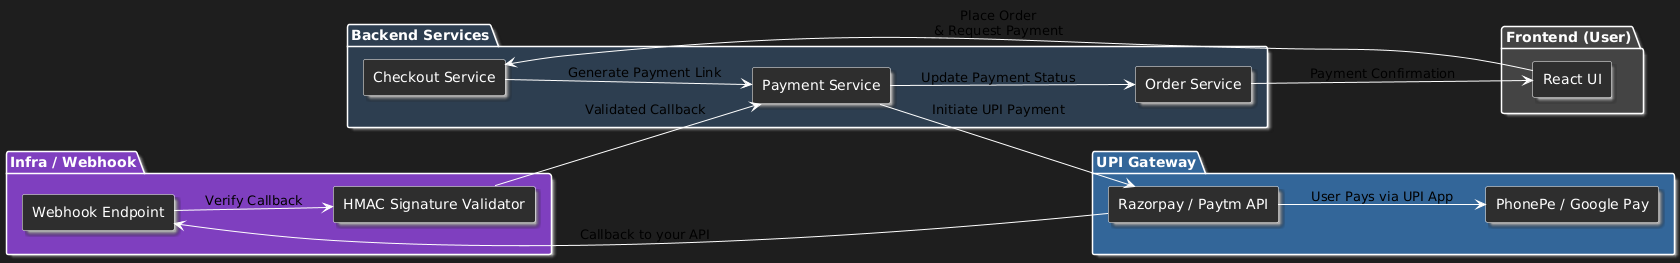 Place Order
& Request Payment
Backend Services
Frontend (User)
Checkout Service
Generate Payment Link
Payment Service
Update Payment Status
Order Service
Payment Confirmation
React UI
Validated Callback
Initiate UPI Payment
Infra / Webhook
UPI Gateway
Webhook Endpoint
Verify Callback
HMAC Signature Validator
Razorpay / Paytm API
User Pays via UPI App
PhonePe / Google Pay
Callback to your API